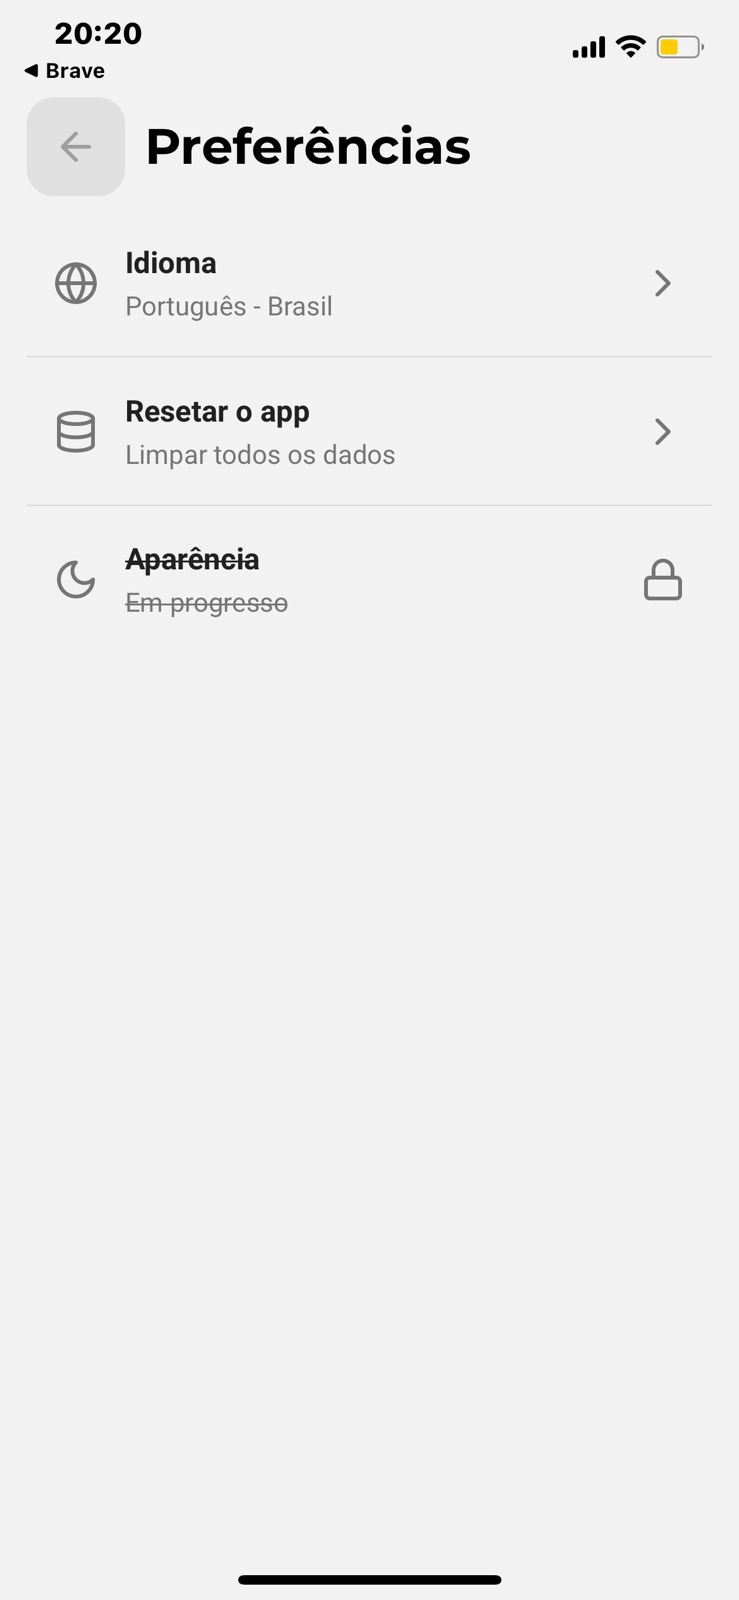 20:20
Brave
Preferências
Idioma
Português - Brasil
Resetar o app
Limpar todos os dados
Aparência
Em progresso